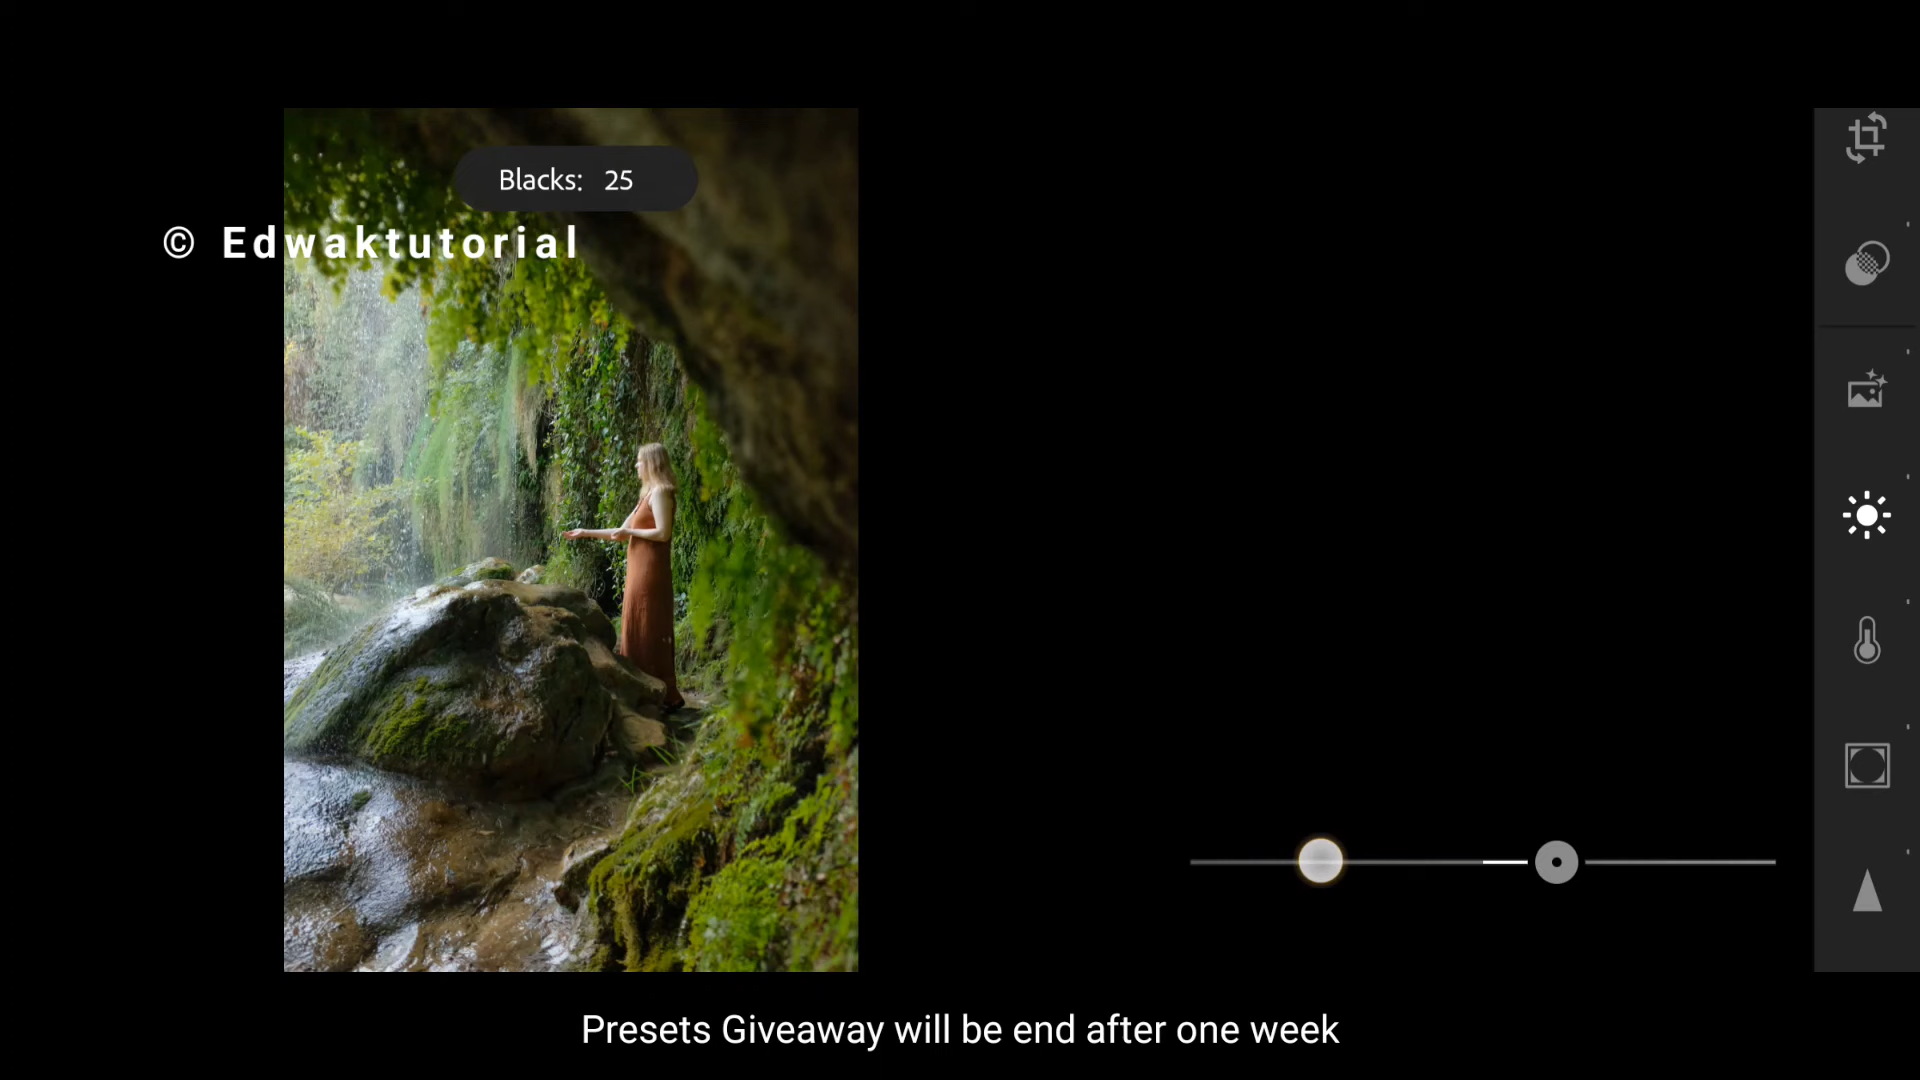 Blacks: 25
© Edwaktutorial
Presets Giveaway will be end after one week